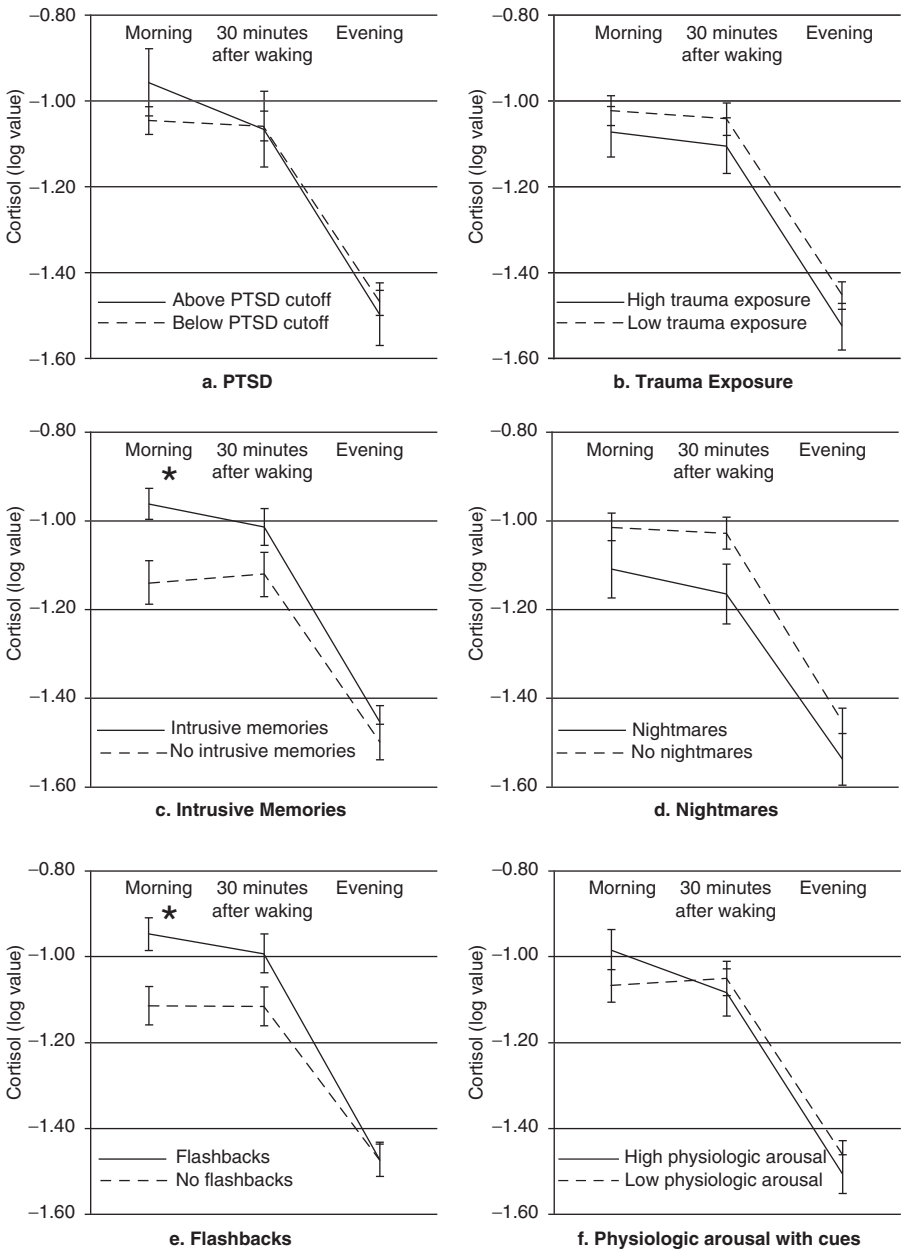 −0.80
Morning 30 minutes after waking Evening
−1.00
−1.20
−1.40
−1.60
Cortisol (log value)
Above PTSD cutoff
Below PTSD cutoff
a. PTSD
−0.80
Morning 30 minutes after waking Evening
−1.00
−1.20
−1.40
−1.60
Cortisol (log value)
High trauma exposure
Low trauma exposure
b. Trauma Exposure
−0.80
Morning 30 minutes after waking Evening
*
−1.00
−1.20
−1.40
−1.60
Cortisol (log value)
Intrusive memories
No intrusive memories
c. Intrusive Memories
−0.80
Morning 30 minutes after waking Evening
−1.00
−1.20
−1.40
−1.60
Cortisol (log value)
Nightmares
No nightmares
d. Nightmares
−0.80
Morning 30 minutes after waking Evening
*
−1.00
−1.20
−1.40
−1.60
Cortisol (log value)
Flashbacks
No flashbacks
e. Flashbacks
−0.80
Morning 30 minutes after waking Evening
−1.00
−1.20
−1.40
−1.60
Cortisol (log value)
High physiologic arousal
Low physiologic arousal
f. Physiologic arousal with cues